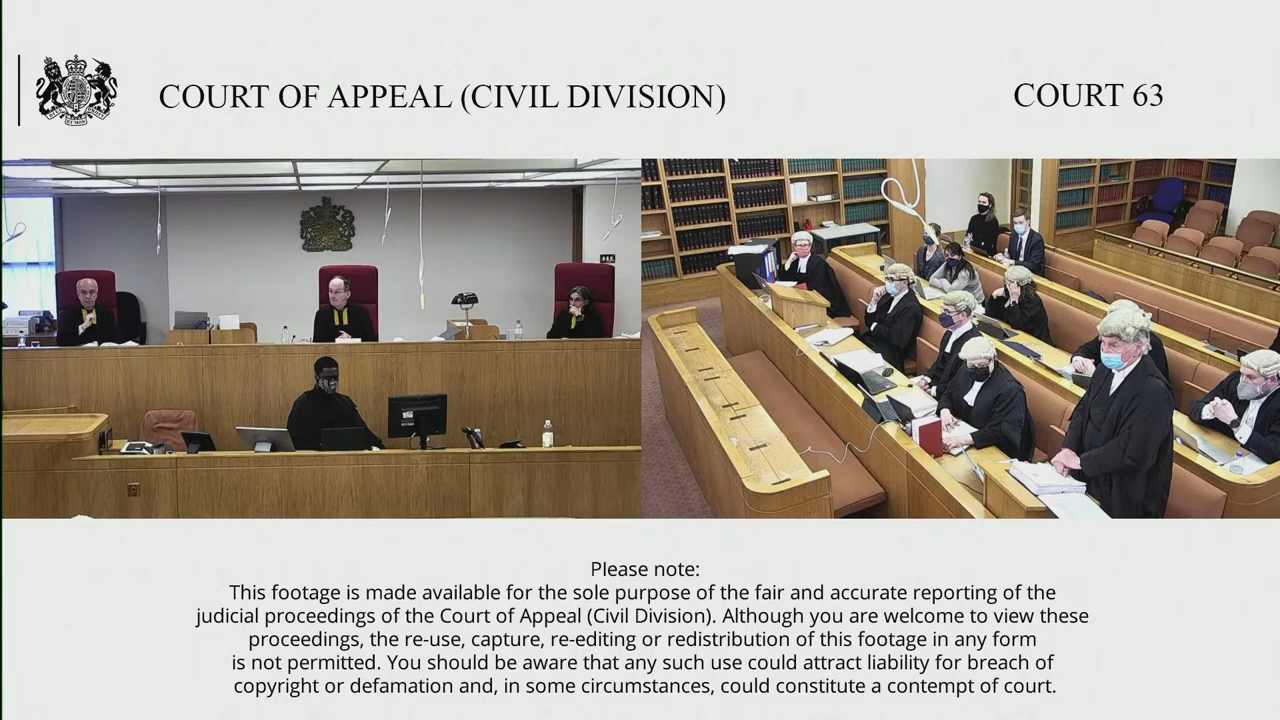 COURT OF APPEAL (CIVIL DIVISION)
COURT 63
Please note:
This footage is made available for the sole purpose of the fair and accurate reporting of the
judicial proceedings of the Court of Appeal (Civil Division). Although you are welcome to view these
proceedings, the re-use, capture, re-editing or redistribution of this footage in any form
is not permitted. You should be aware that any such use could attract liability for breach of
copyright or defamation and, in some circumstances, could constitute a contempt of court.